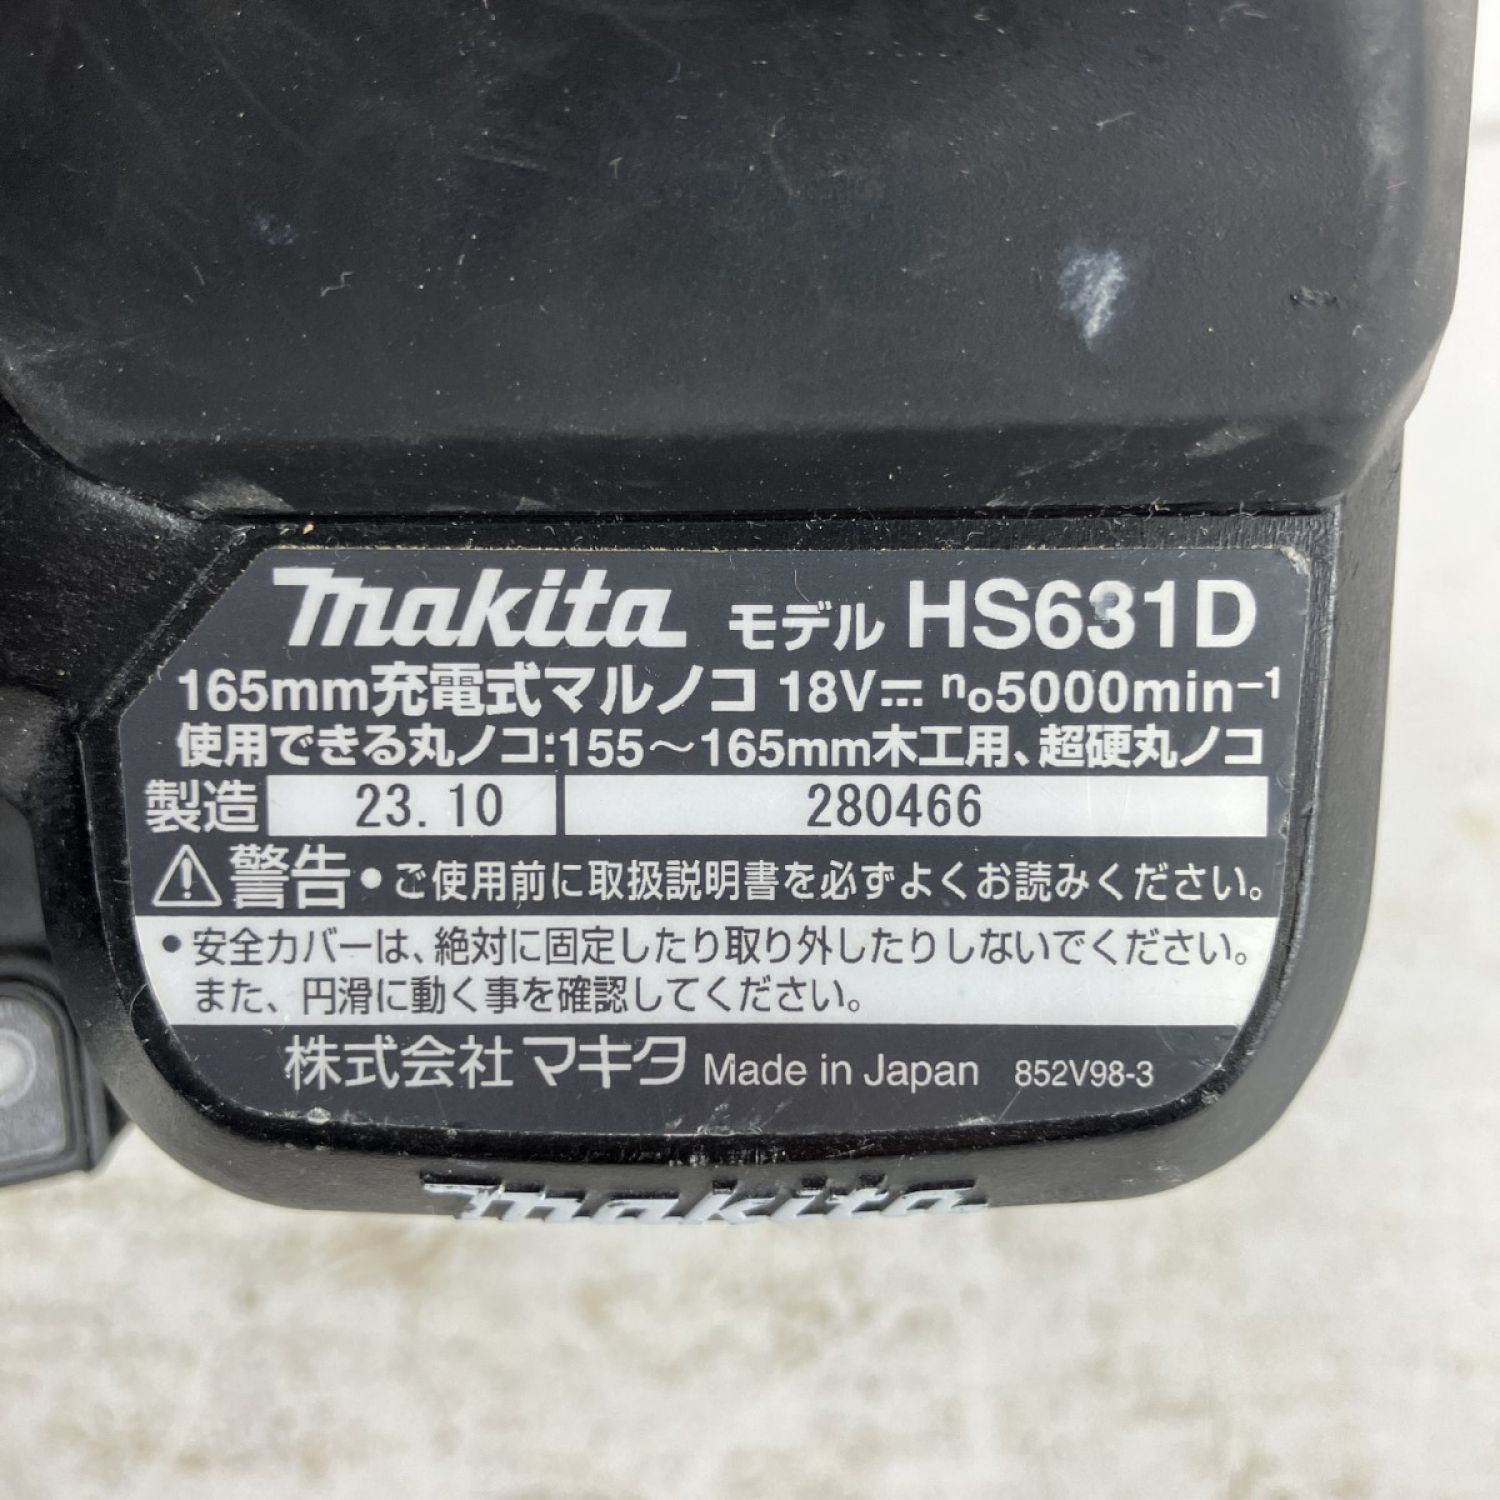 makita モデル HS631D
165mm充電式マルノコ 18V⎓ n₀5000min⁻¹
使用できる丸ノコ:155～165mm木工用、超硬丸ノコ
製造 23.10 280466
⚠警告•ご使用前に取扱説明書を必ずよくお読みください。
•安全カバーは、絶対に固定したり取り外したりしないでください。
また、円滑に動く事を確認してください。
株式会社マキタ Made in Japan 852V98-3
makita